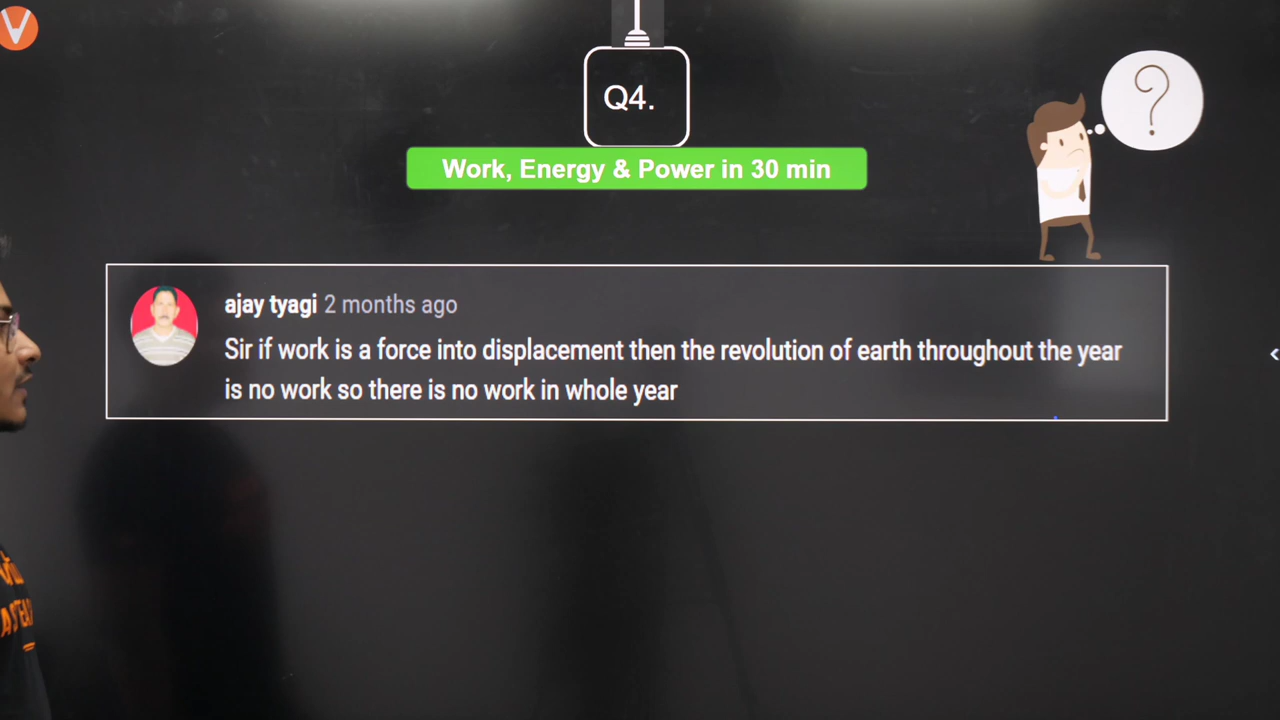 V
Q4.
?
Work, Energy & Power in 30 min
ajay tyagi 2 months ago
Sir if work is a force into displacement then the revolution of earth throughout the year
is no work so there is no work in whole year